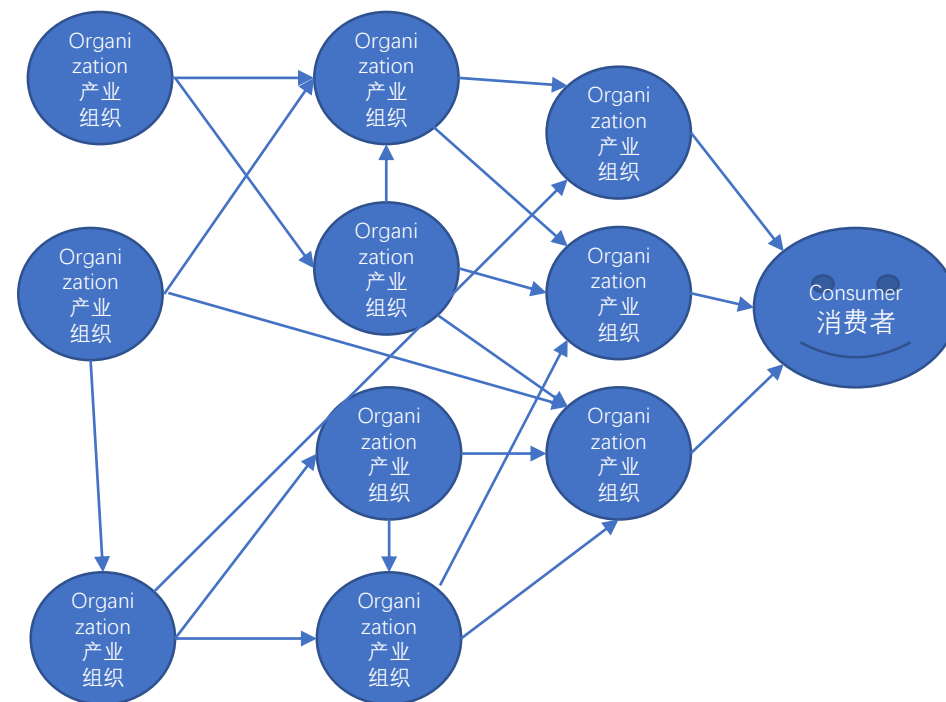 Organi
zation
产业
组织
Organi
zation
产业
组织
Organi
zation
产业
组织
Organi
zation
产业
组织
Organi
zation
产业
组织
Organi
zation
产业
组织
Consumer
消费者
Organi
zation
产业
组织
Organi
zation
产业
组织
Organi
zation
产业
组织
Organi
zation
产业
组织